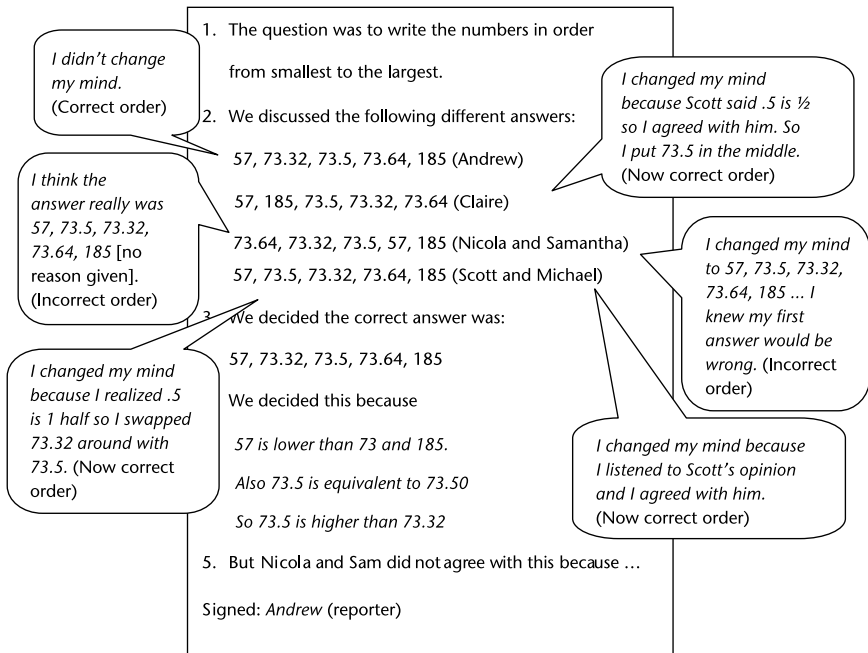 1. The question was to write the numbers in order
from smallest to the largest.
I didn't change
my mind.
(Correct order)
2. We discussed the following different answers:
57, 73.32, 73.5, 73.64, 185 (Andrew)
57, 185, 73.5, 73.32, 73.64 (Claire)
73.64, 73.32, 73.5, 57, 185 (Nicola and Samantha)
57, 73.5, 73.32, 73.64, 185 (Scott and Michael)
I changed my mind
because Scott said .5 is ½
so I agreed with him. So
I put 73.5 in the middle.
(Now correct order)
I think the
answer really was
57, 73.5, 73.32,
73.64, 185 [no
reason given].
(Incorrect order)
I changed my mind
to 57, 73.5, 73.32,
73.64, 185 ... I
knew my first
answer would be
wrong. (Incorrect
order)
We decided the correct answer was:
57, 73.32, 73.5, 73.64, 185
We decided this because
57 is lower than 73 and 185.
Also 73.5 is equivalent to 73.50
So 73.5 is higher than 73.32
I changed my mind
because I realized .5
is 1 half so I swapped
73.32 around with
73.5. (Now correct
order)
I changed my mind because
I listened to Scott's opinion
and I agreed with him.
(Now correct order)
5. But Nicola and Sam did not agree with this because …
Signed: Andrew (reporter)